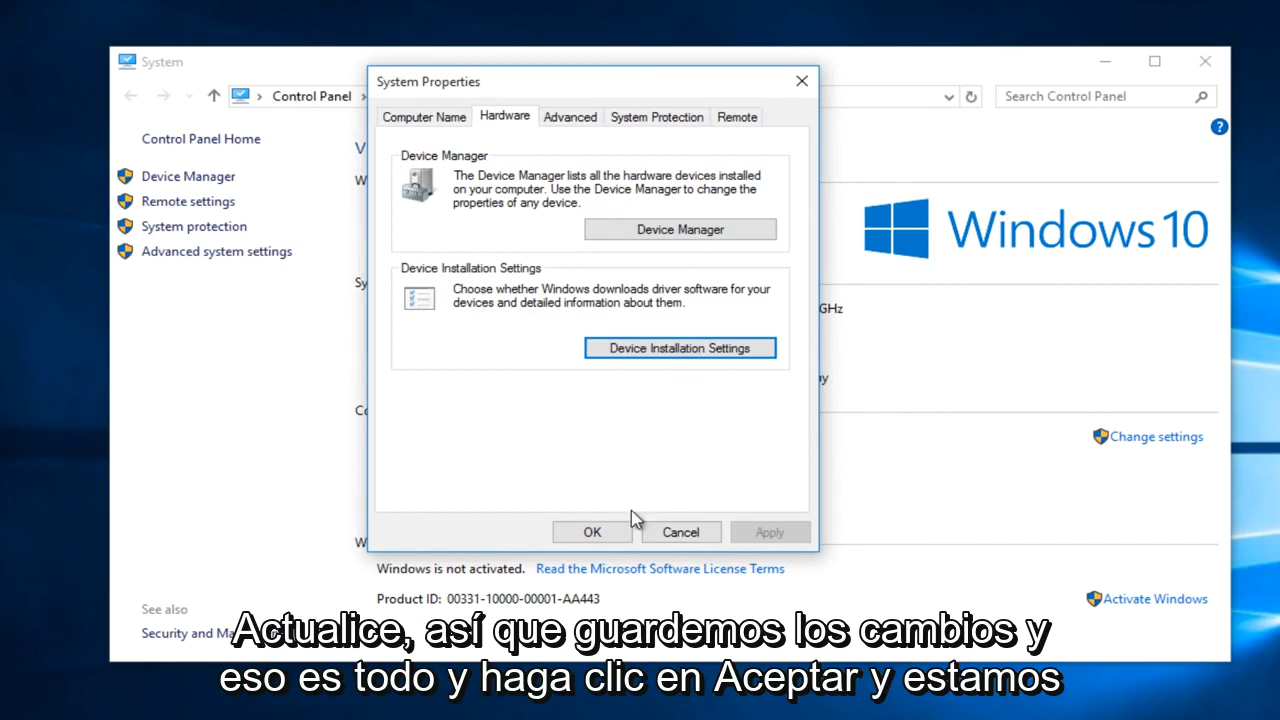 System
Control Panel
Search Control Panel
Control Panel Home
Device Manager
Remote settings
System protection
Advanced system settings
See also
System Properties
Computer Name
Hardware
Advanced
System Protection
Remote
Device Manager
The Device Manager lists all the hardware devices installed
on your computer. Use the Device Manager to change the
properties of any device.
Device Manager
Device Installation Settings
Choose whether Windows downloads driver software for your
devices and detailed information about them.
Device Installation Settings
OK
Cancel
Apply
Windows 10
GHz
Change settings
Windows is not activated. Read the Microsoft Software License Terms
Product ID: 00331-10000-00001-AA443
Activate Windows
Security and
Actualice, así que guardemos los cambios y
eso es todo y haga clic en Aceptar y estamos